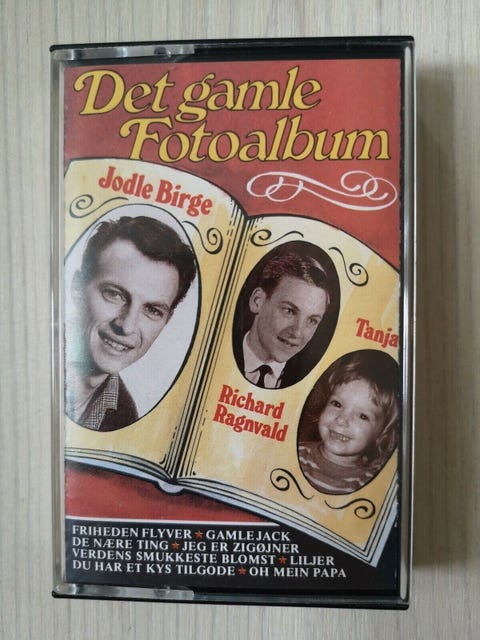 Det gamle
Fotoalbum
Jodle Birge
Richard
Ragnvald
Tanja
FRIHEDEN FLYVER ★ GAMLE JACK
DE NÆRE TING ★ JEG ER ZIGØJNER
VERDENS SMUKKESTE BLOMST ★ LILJER
DU HAR ET KYS TILGODE ★ OH MEIN PAPA